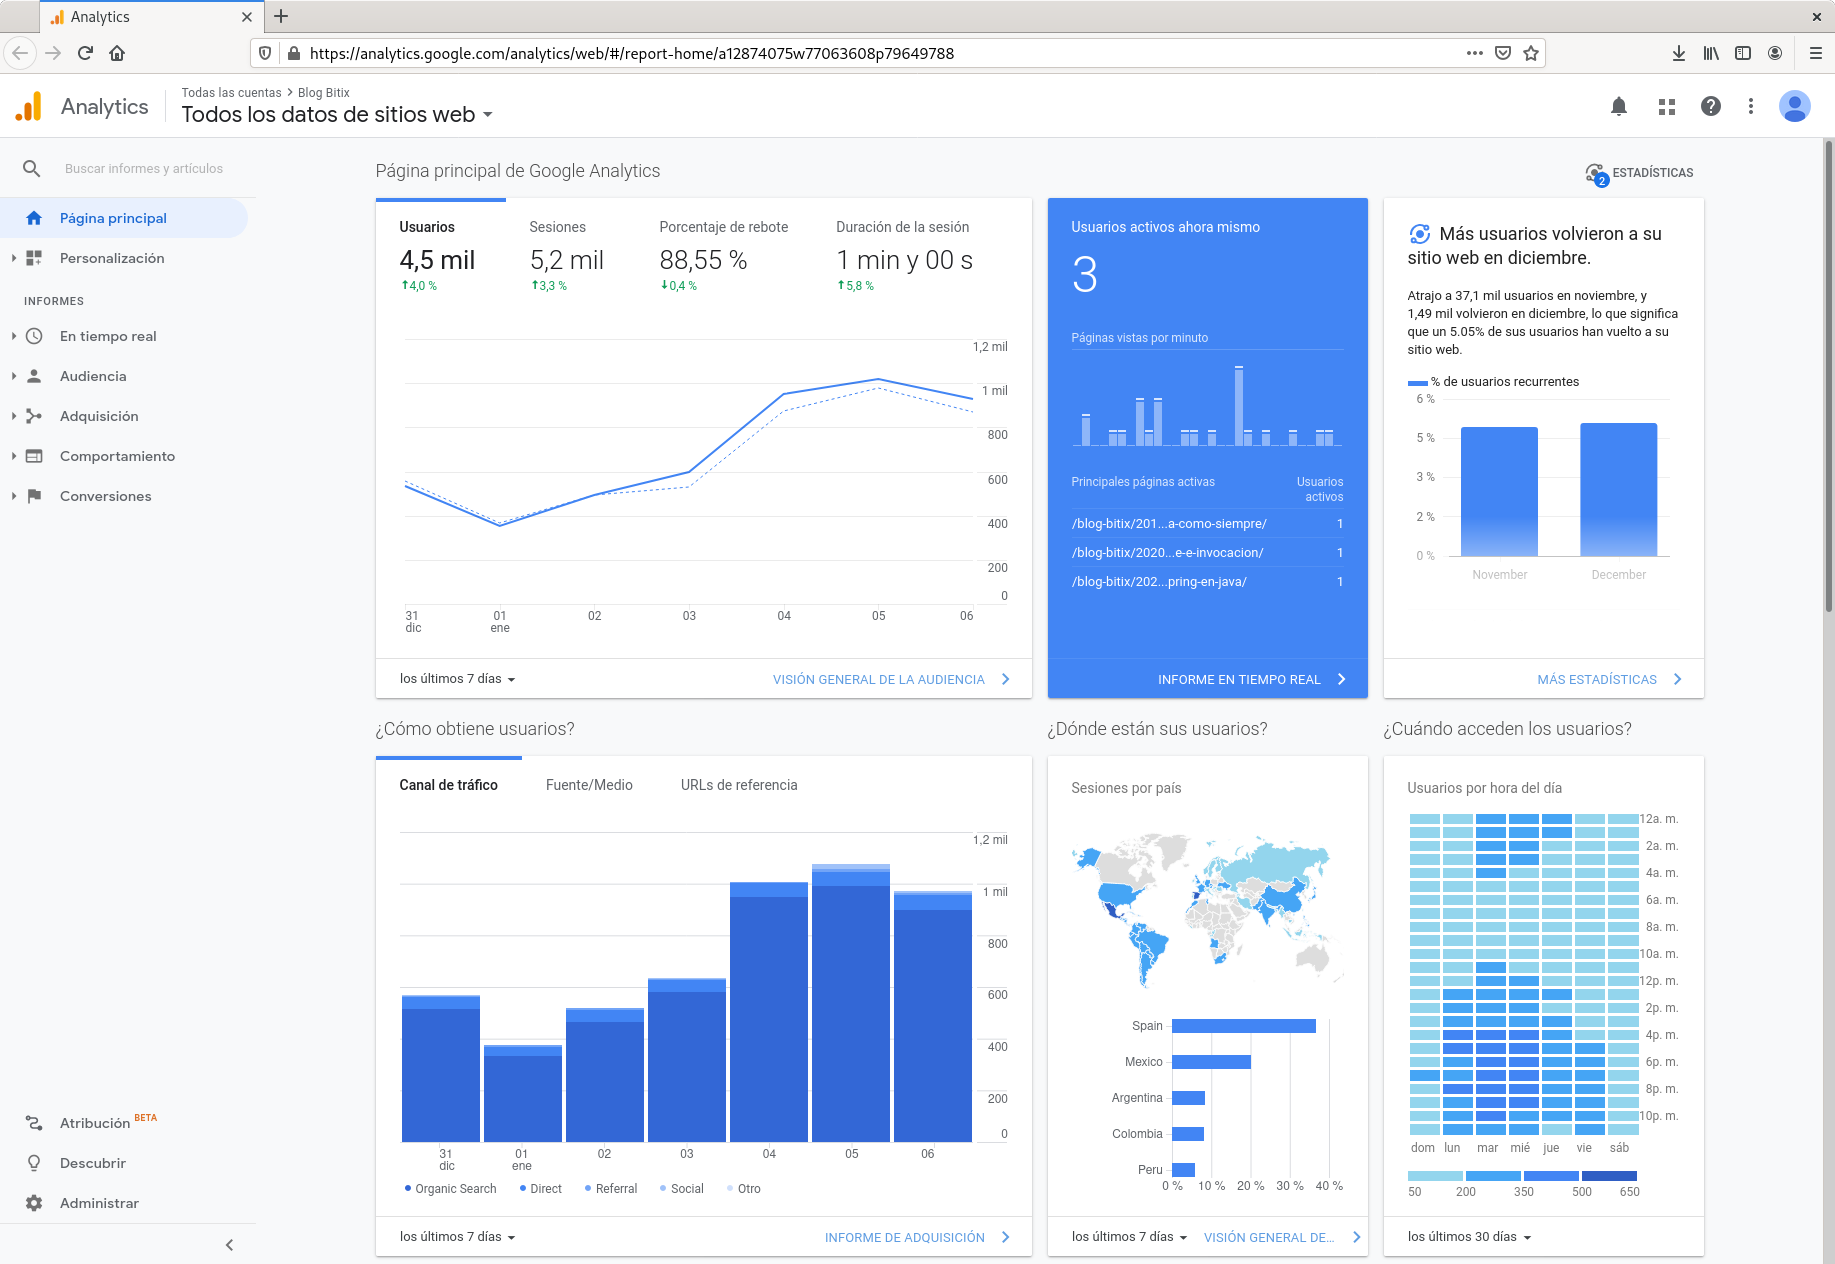 Analytics
https://analytics.google.com/analytics/web/#/report-home/a12874075w77063608p79649788
Analytics
Todas las cuentas > Blog Bitix
Todos los datos de sitios web
Buscar informes y artículos
Página principal
Personalización
INFORMES
En tiempo real
Audiencia
Adquisición
Comportamiento
Conversiones
Atribución BETA
Descubrir
Administrar
Página principal de Google Analytics
2 ESTADÍSTICAS
Usuarios
4,5 mil
4,0 %
Sesiones
5,2 mil
3,3 %
Porcentaje de rebote
88,55 %
0,4 %
Duración de la sesión
1 min y 00 s
5,8 %
1,2 mil
1 mil
800
600
400
200
0
31 01 02 03 04 05 06
dic ene
los últimos 7 días
VISIÓN GENERAL DE LA AUDIENCIA
Usuarios activos ahora mismo
3
Páginas vistas por minuto
Principales páginas activas Usuarios
activos
/blog-bitix/201...a-como-siempre/ 1
/blog-bitix/2020...e-e-invocacion/ 1
/blog-bitix/202...pring-en-java/ 1
INFORME EN TIEMPO REAL
Más usuarios volvieron a su
sitio web en diciembre.
Atrajo a 37,1 mil usuarios en noviembre, y
1,49 mil volvieron en diciembre, lo que significa
que un 5.05% de sus usuarios han vuelto a su
sitio web.
% de usuarios recurrentes
6 %
5 %
3 %
2 %
0 %
November December
MÁS ESTADÍSTICAS
¿Cómo obtiene usuarios?
Canal de tráfico Fuente/Medio URLs de referencia
1,2 mil
1 mil
800
600
400
200
0
31 01 02 03 04 05 06
dic ene
Organic Search Direct Referral Social Otro
los últimos 7 días
INFORME DE ADQUISICIÓN
¿Dónde están sus usuarios?
Sesiones por país
Spain
Mexico
Argentina
Colombia
Peru
0 % 10 % 20 % 30 % 40 %
los últimos 7 días
VISIÓN GENERAL DE...
¿Cuándo acceden los usuarios?
Usuarios por hora del día
12a. m.
2a. m.
4a. m.
6a. m.
8a. m.
10a. m.
12p. m.
2p. m.
4p. m.
6p. m.
8p. m.
10p. m.
dom lun mar mié jue vie sáb
50 200 350 500 650
los últimos 30 días